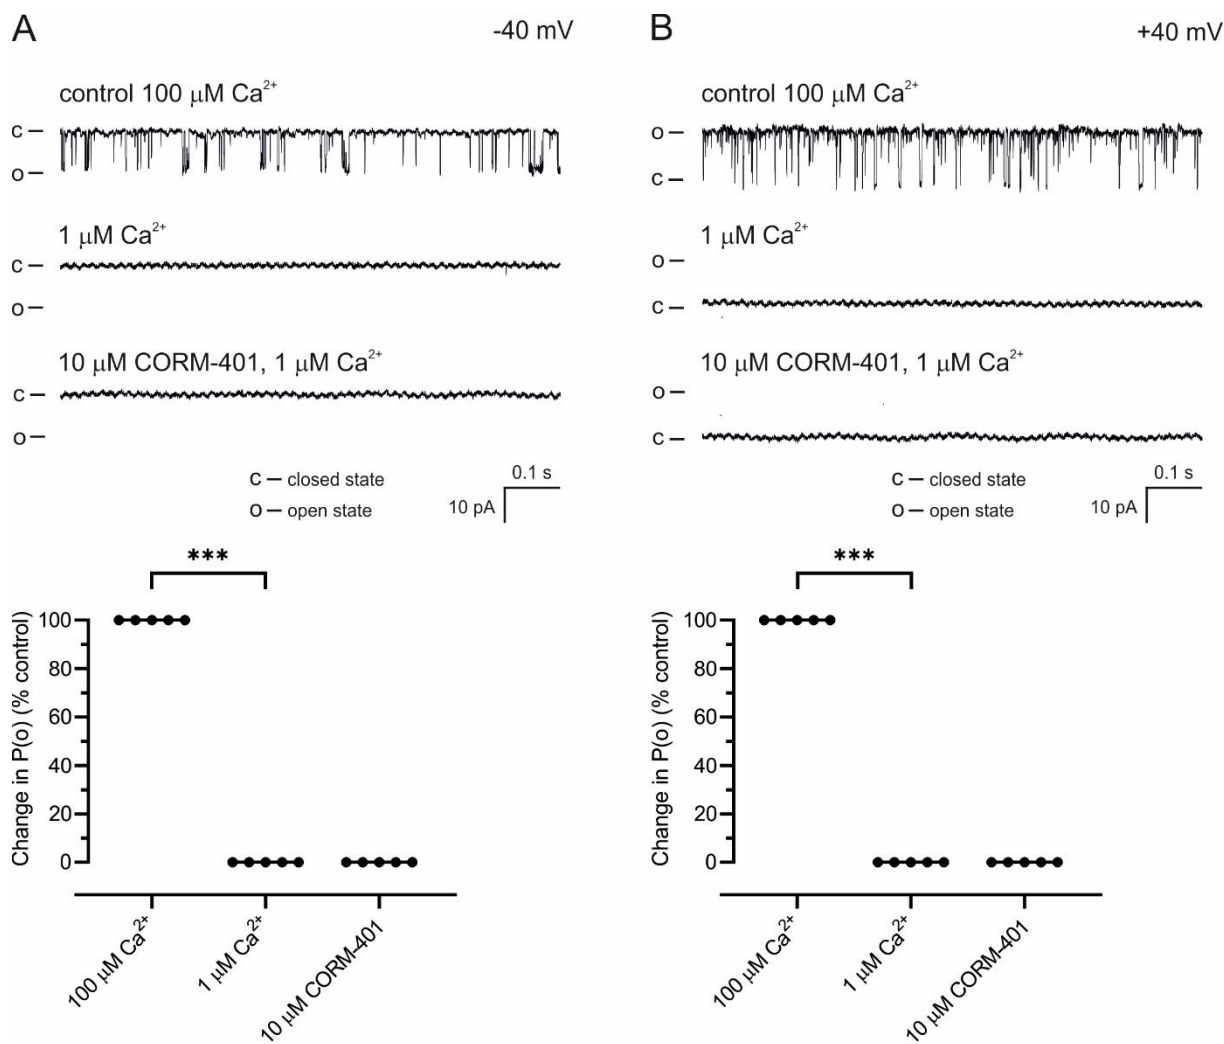 A
-40 mV
control 100 μM Ca²⁺
c
o
1 μM Ca²⁺
c
o
10 μM CORM-401, 1 μM Ca²⁺
c
o
c — closed state
o — open state
0.1 s
10 pA
***
Change in P(o) (% control)
100
80
60
40
20
0
100 μM Ca²⁺
1 μM Ca²⁺
10 μM CORM-401
B
+40 mV
control 100 μM Ca²⁺
o
c
1 μM Ca²⁺
o
c
10 μM CORM-401, 1 μM Ca²⁺
o
c
c — closed state
o — open state
0.1 s
10 pA
***
Change in P(o) (% control)
100
80
60
40
20
0
100 μM Ca²⁺
1 μM Ca²⁺
10 μM CORM-401